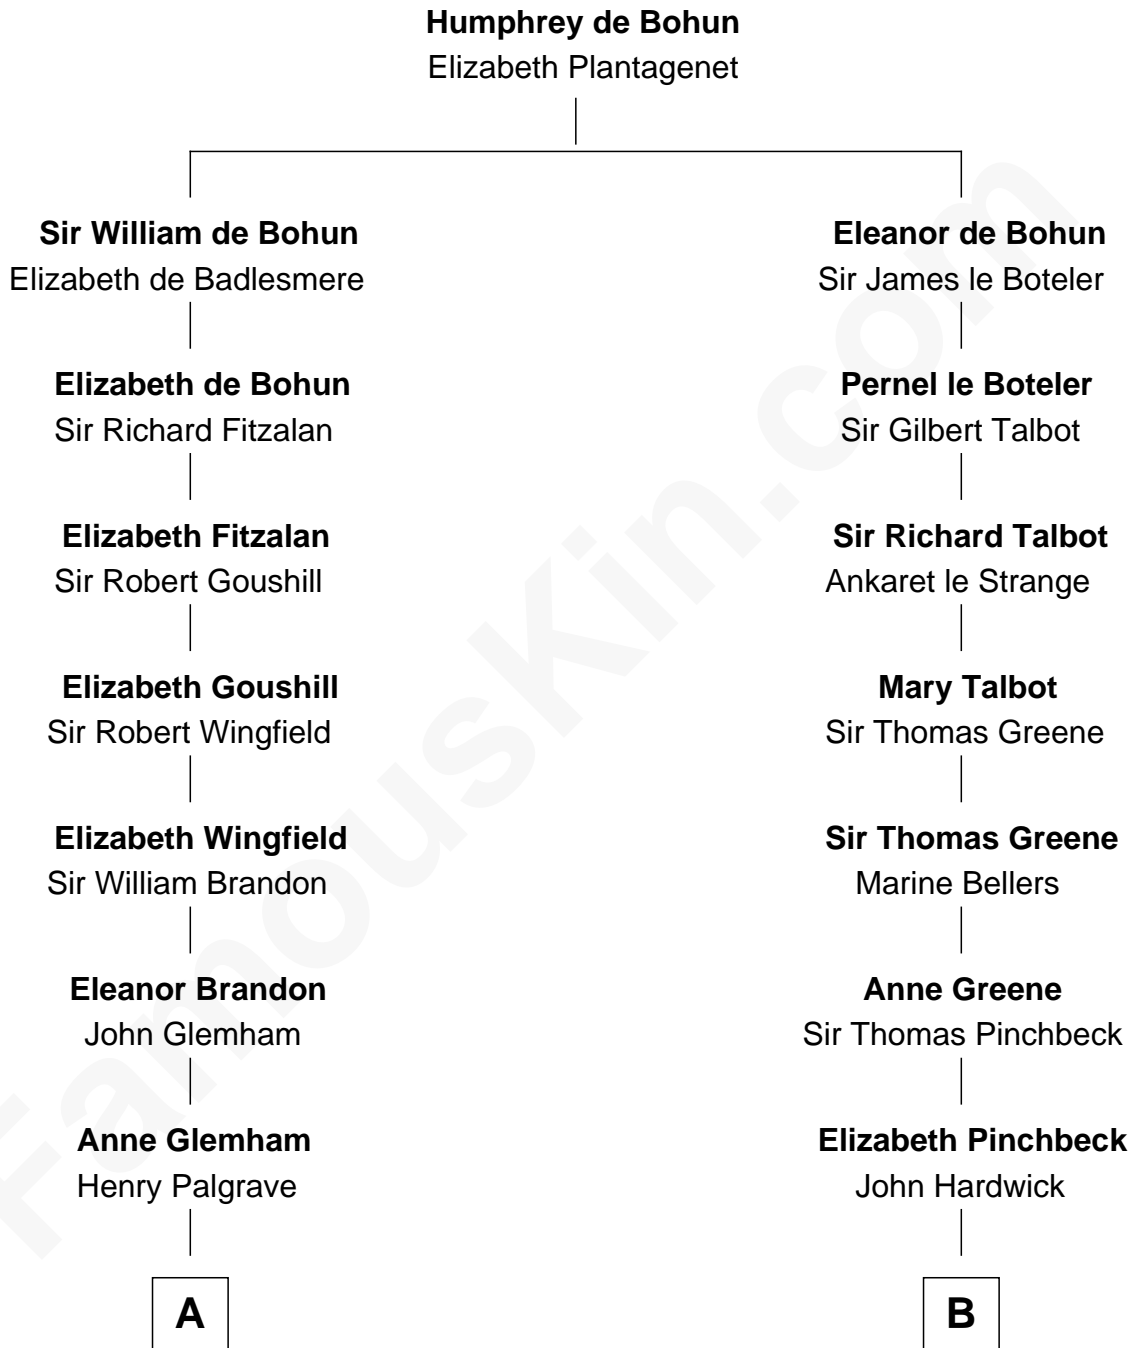 Humphrey de Bohun
Elizabeth Plantagenet
Sir William de Bohun
Elizabeth de Badlesmere
Eleanor de Bohun
Sir James le Boteler
Elizabeth de Bohun
Sir Richard Fitzalan
Pernel le Boteler
Sir Gilbert Talbot
Elizabeth Fitzalan
Sir Robert Goushill
Sir Richard Talbot
Ankaret le Strange
Elizabeth Goushill
Sir Robert Wingfield
Mary Talbot
Sir Thomas Greene
Elizabeth Wingfield
Sir William Brandon
Sir Thomas Greene
Marine Bellers
Eleanor Brandon
John Glemham
Anne Greene
Sir Thomas Pinchbeck
Anne Glemham
Henry Palgrave
Elizabeth Pinchbeck
John Hardwick
A
B
FamousKin.com